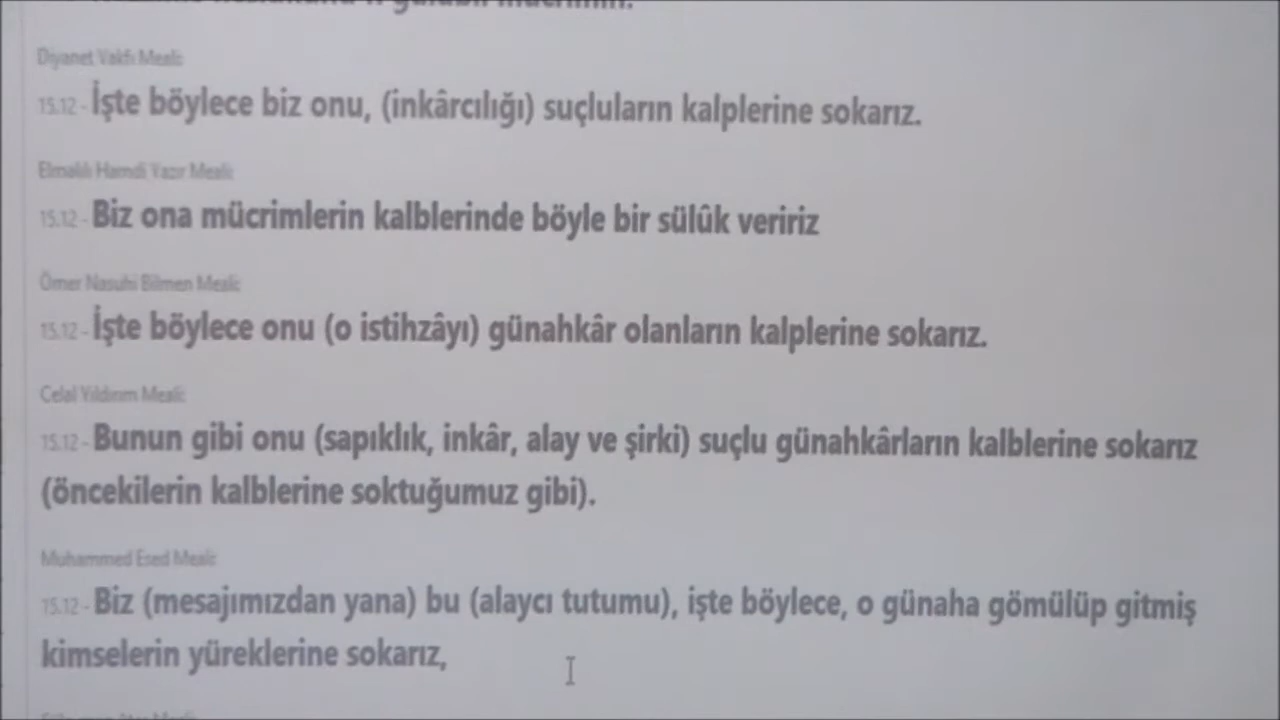 Diyanet Vakfı Meali:
15.12 - İşte böylece biz onu, (inkârcılığı) suçluların kalplerine sokarız.
Elmalılı Hamdi Yazır Meali:
15.12 - Biz ona mücrimlerin kalblerinde böyle bir sülûk veririz
Ömer Nasuhi Bilmen Meali:
15.12 - İşte böylece onu (o istihzâyı) günahkâr olanların kalplerine sokarız.
Celal Yıldırım Meali:
15.12 - Bunun gibi onu (sapıklık, inkâr, alay ve şirki) suçlu günahkârların kalblerine sokarız
(öncekilerin kalblerine soktuğumuz gibi).
Muhammed Esed Meali:
15.12 - Biz (mesajımızdan yana) bu (alaycı tutumu), işte böylece, o günaha gömülüp gitmiş
kimselerin yüreklerine sokarız,